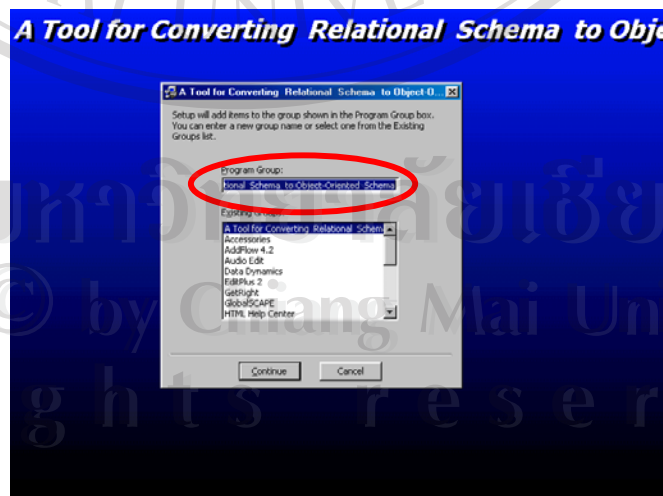 A Tool for Converting Relational Schema to Obje
A Tool for Converting Relational Schema to Object-O...
Setup will add items to the group shown in the Program Group box.
You can enter a new group name or select one from the Existing
Groups list.
Program Group:
tional Schema to Object-Oriented Schema
Existing Groups:
A Tool for Converting Relational Schem
Accessories
AddFlow 4.2
Audio Edit
Data Dynamics
EditPlus 2
GetRight
GlobalSCAPE
HTML Help Center
Continue
Cancel
© by Chiang Mai Un
ghts reser